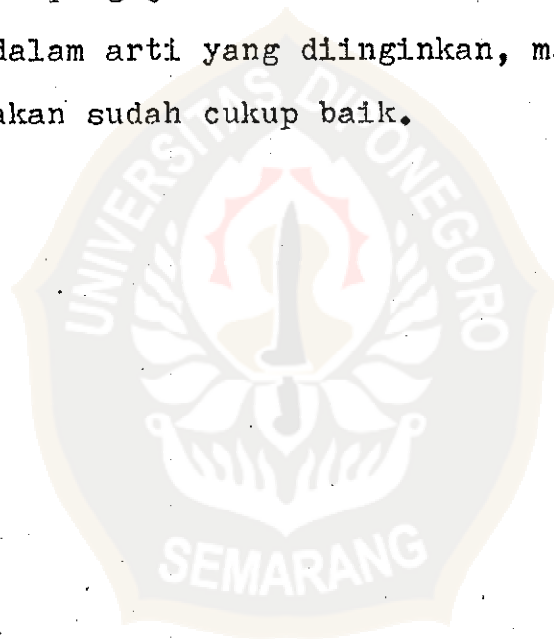 dalam arti yang diinginkan,
akan sudah cukup baik.
UNIVERSITAS DIPONEGORO
SEMARANG